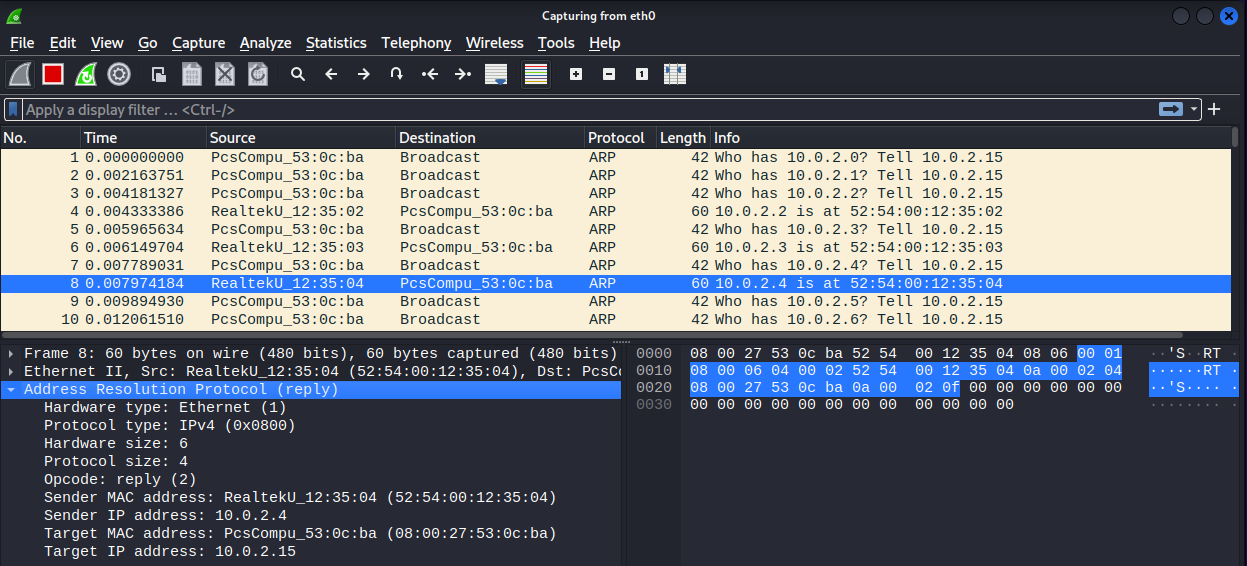 Capturing from eth0
File Edit View Go Capture Analyze Statistics Telephony Wireless Tools Help
Apply a display filter ... <Ctrl-/>
No. Time Source Destination Protocol Length Info
1 0.000000000 PcsCompu_53:0c:ba Broadcast ARP 42 Who has 10.0.2.0? Tell 10.0.2.15
2 0.002163751 PcsCompu_53:0c:ba Broadcast ARP 42 Who has 10.0.2.1? Tell 10.0.2.15
3 0.004181327 PcsCompu_53:0c:ba Broadcast ARP 42 Who has 10.0.2.2? Tell 10.0.2.15
4 0.004333386 RealtekU_12:35:02 PcsCompu_53:0c:ba ARP 60 10.0.2.2 is at 52:54:00:12:35:02
5 0.005965634 PcsCompu_53:0c:ba Broadcast ARP 42 Who has 10.0.2.3? Tell 10.0.2.15
6 0.006149704 RealtekU_12:35:03 PcsCompu_53:0c:ba ARP 60 10.0.2.3 is at 52:54:00:12:35:03
7 0.007789031 PcsCompu_53:0c:ba Broadcast ARP 42 Who has 10.0.2.4? Tell 10.0.2.15
8 0.007974184 RealtekU_12:35:04 PcsCompu_53:0c:ba ARP 60 10.0.2.4 is at 52:54:00:12:35:04
9 0.009894930 PcsCompu_53:0c:ba Broadcast ARP 42 Who has 10.0.2.5? Tell 10.0.2.15
10 0.012061510 PcsCompu_53:0c:ba Broadcast ARP 42 Who has 10.0.2.6? Tell 10.0.2.15
Frame 8: 60 bytes on wire (480 bits), 60 bytes captured (480 bits)
Ethernet II, Src: RealtekU_12:35:04 (52:54:00:12:35:04), Dst: PcsCo
Address Resolution Protocol (reply)
Hardware type: Ethernet (1)
Protocol type: IPv4 (0x0800)
Hardware size: 6
Protocol size: 4
Opcode: reply (2)
Sender MAC address: RealtekU_12:35:04 (52:54:00:12:35:04)
Sender IP address: 10.0.2.4
Target MAC address: PcsCompu_53:0c:ba (08:00:27:53:0c:ba)
Target IP address: 10.0.2.15
0000 08 00 27 53 0c ba 52 54 00 12 35 04 08 06 00 01 ··'S··RT
0010 08 00 06 04 00 02 52 54 00 12 35 04 0a 00 02 04 ······RT
0020 08 00 27 53 0c ba 0a 00 02 0f 00 00 00 00 00 00 ··'S····
0030 00 00 00 00 00 00 00 00 00 00 00 00 ········